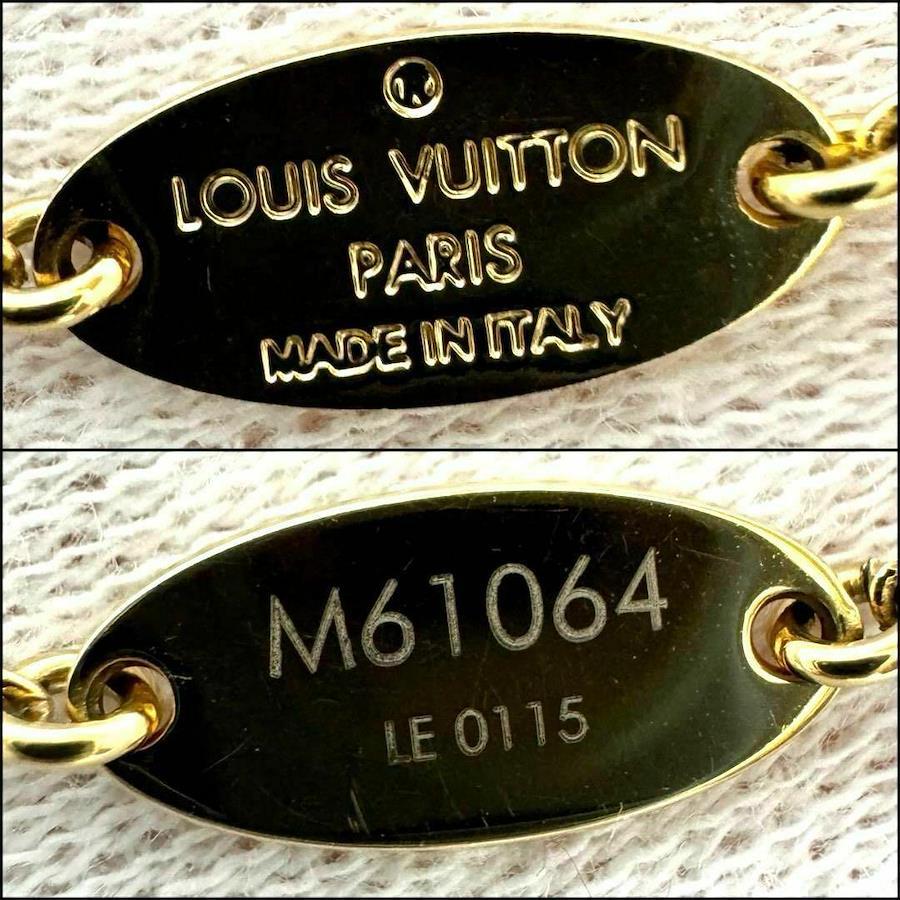 LOUIS VUITTON
PARIS
MADE IN ITALY
M61064
LE 0115